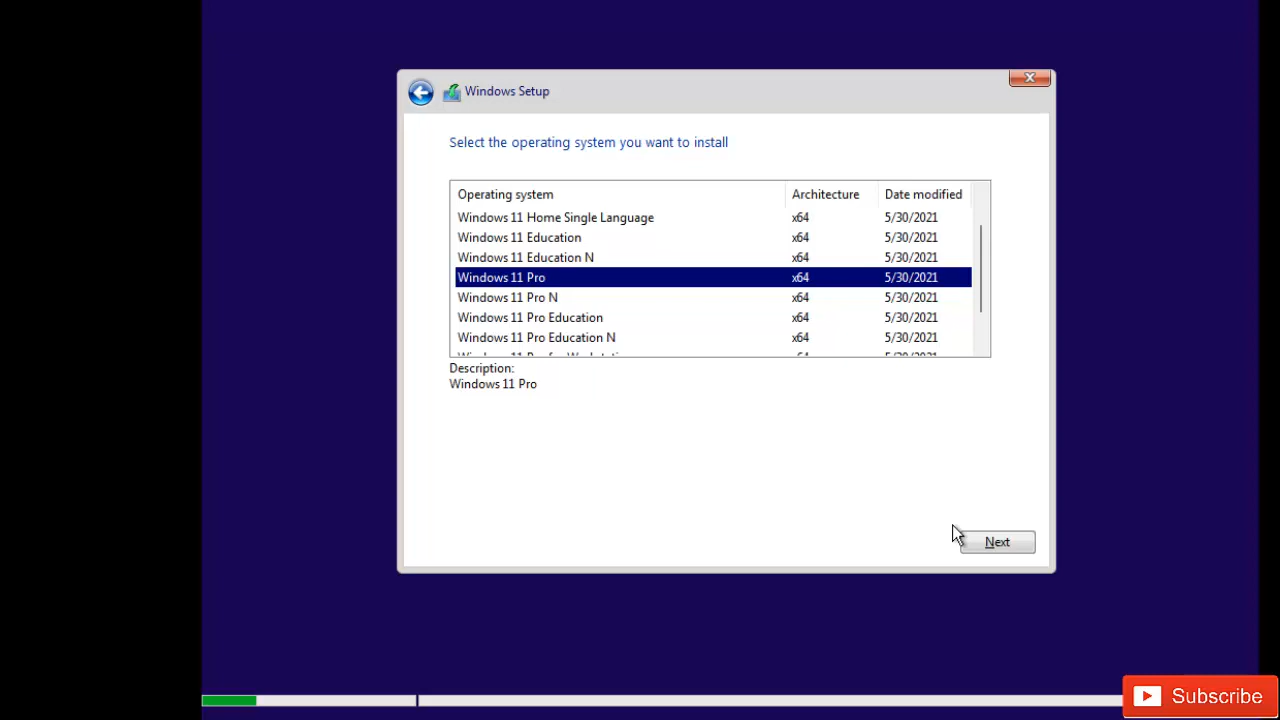 Windows Setup
Select the operating system you want to install
Operating system Architecture Date modified
Windows 11 Home Single Language x64 5/30/2021
Windows 11 Education x64 5/30/2021
Windows 11 Education N x64 5/30/2021
Windows 11 Pro x64 5/30/2021
Windows 11 Pro N x64 5/30/2021
Windows 11 Pro Education x64 5/30/2021
Windows 11 Pro Education N x64 5/30/2021
Description:
Windows 11 Pro
Next
Subscribe